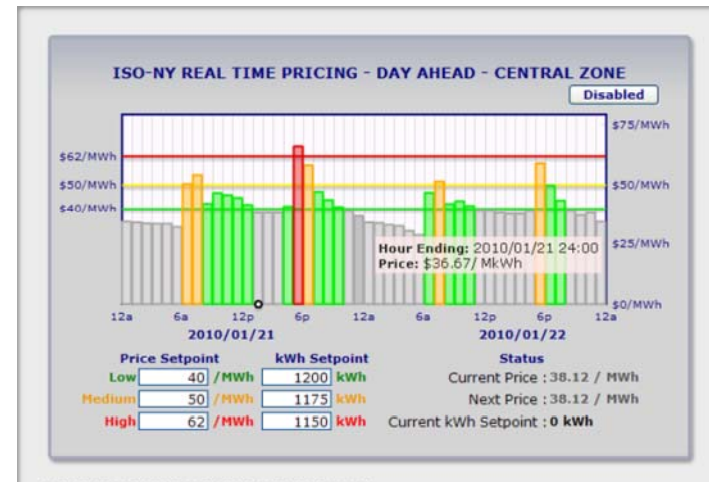 ISO-NY REAL TIME PRICING - DAY AHEAD - CENTRAL ZONE
Disabled
$75/MWh
$62/MWh
$50/MWh
$50/MWh
$40/MWh
Hour Ending: 2010/01/21 24:00
Price: $36.67/ MkWh
$25/MWh
$0/MWh
12a 6a 12p 6p 12a 6a 12p 6p 12a
2010/01/21 2010/01/22
Price Setpoint kWh Setpoint Status
Low 40 /MWh 1200 kWh Current Price : 38.12 / MWh
Medium 50 /MWh 1175 kWh Next Price : 38.12 / MWh
High 62 /MWh 1150 kWh Current kWh Setpoint : 0 kWh